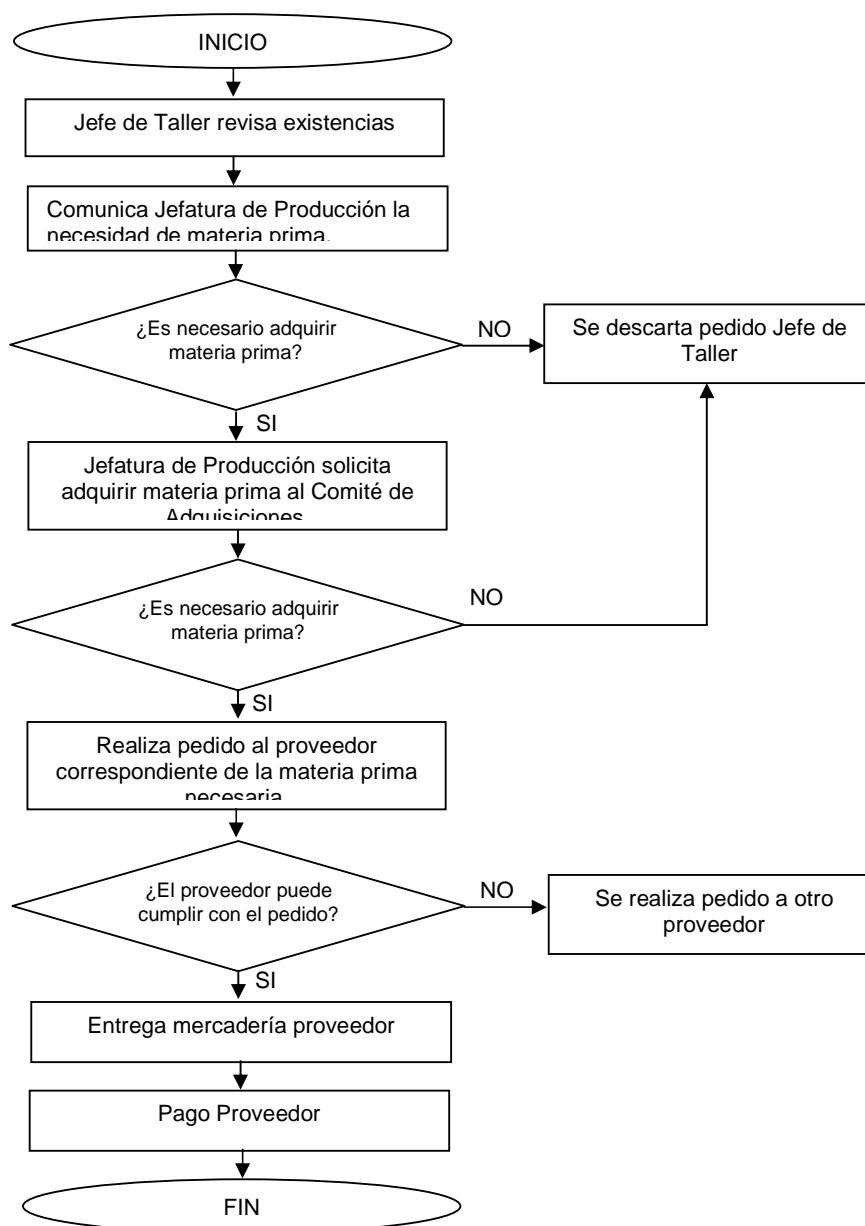 INICIO
Jefe de Taller revisa existencias
Comunica Jefatura de Producción la
necesidad de materia prima.
¿Es necesario adquirir
materia prima?
NO
Se descarta pedido Jefe de
Taller
SI
Jefatura de Producción solicita
adquirir materia prima al Comité de
Adquisiciones
¿Es necesario adquirir
materia prima?
NO
SI
Realiza pedido al proveedor
correspondiente de la materia prima
necesaria
¿El proveedor puede
cumplir con el pedido?
NO
Se realiza pedido a otro
proveedor
SI
Entrega mercadería proveedor
Pago Proveedor
FIN